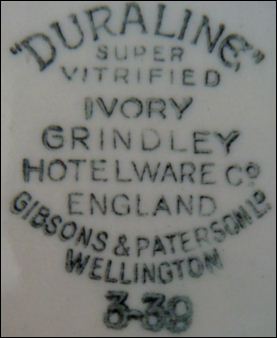 "DURALINE"
SUPER
VITRIFIED
IVORY
GRINDLEY
HOTELWARE Co
ENGLAND
GIBSONS & PATERSON LD
WELLINGTON
3-39